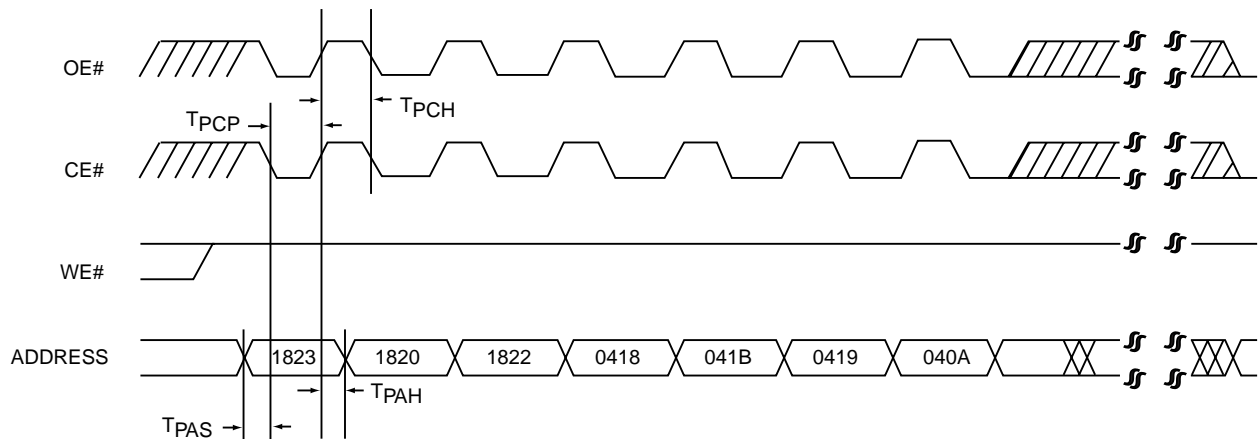 OE#
TPCH
TPCP
CE#
WE#
ADDRESS 1823 1820 1822 0418 041B 0419 040A
TPAH
TPAS